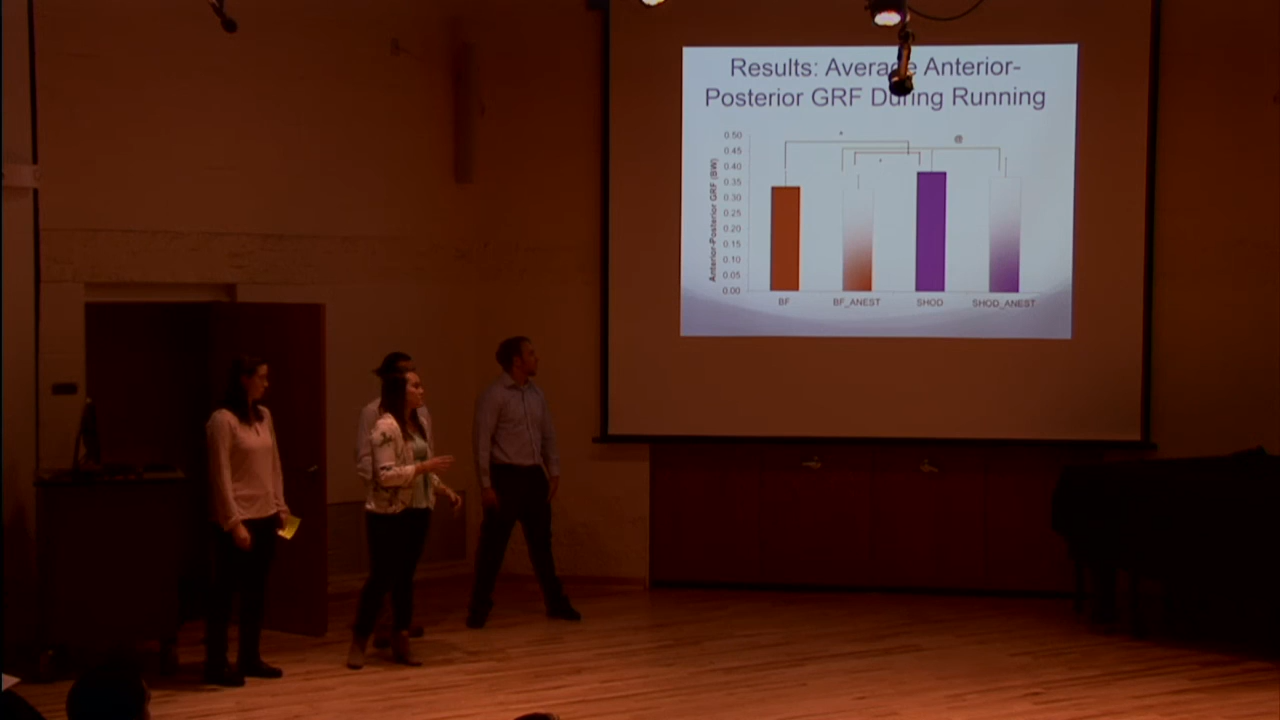 Results: Average Anterior-
Posterior GRF During Running
Anterior-Posterior GRF (BW)
0.50
0.45
0.40
0.35
0.30
0.25
0.20
0.15
0.10
0.05
0.00
*
*
@
BF
BF_ANEST
SHOD
SHOD_ANEST